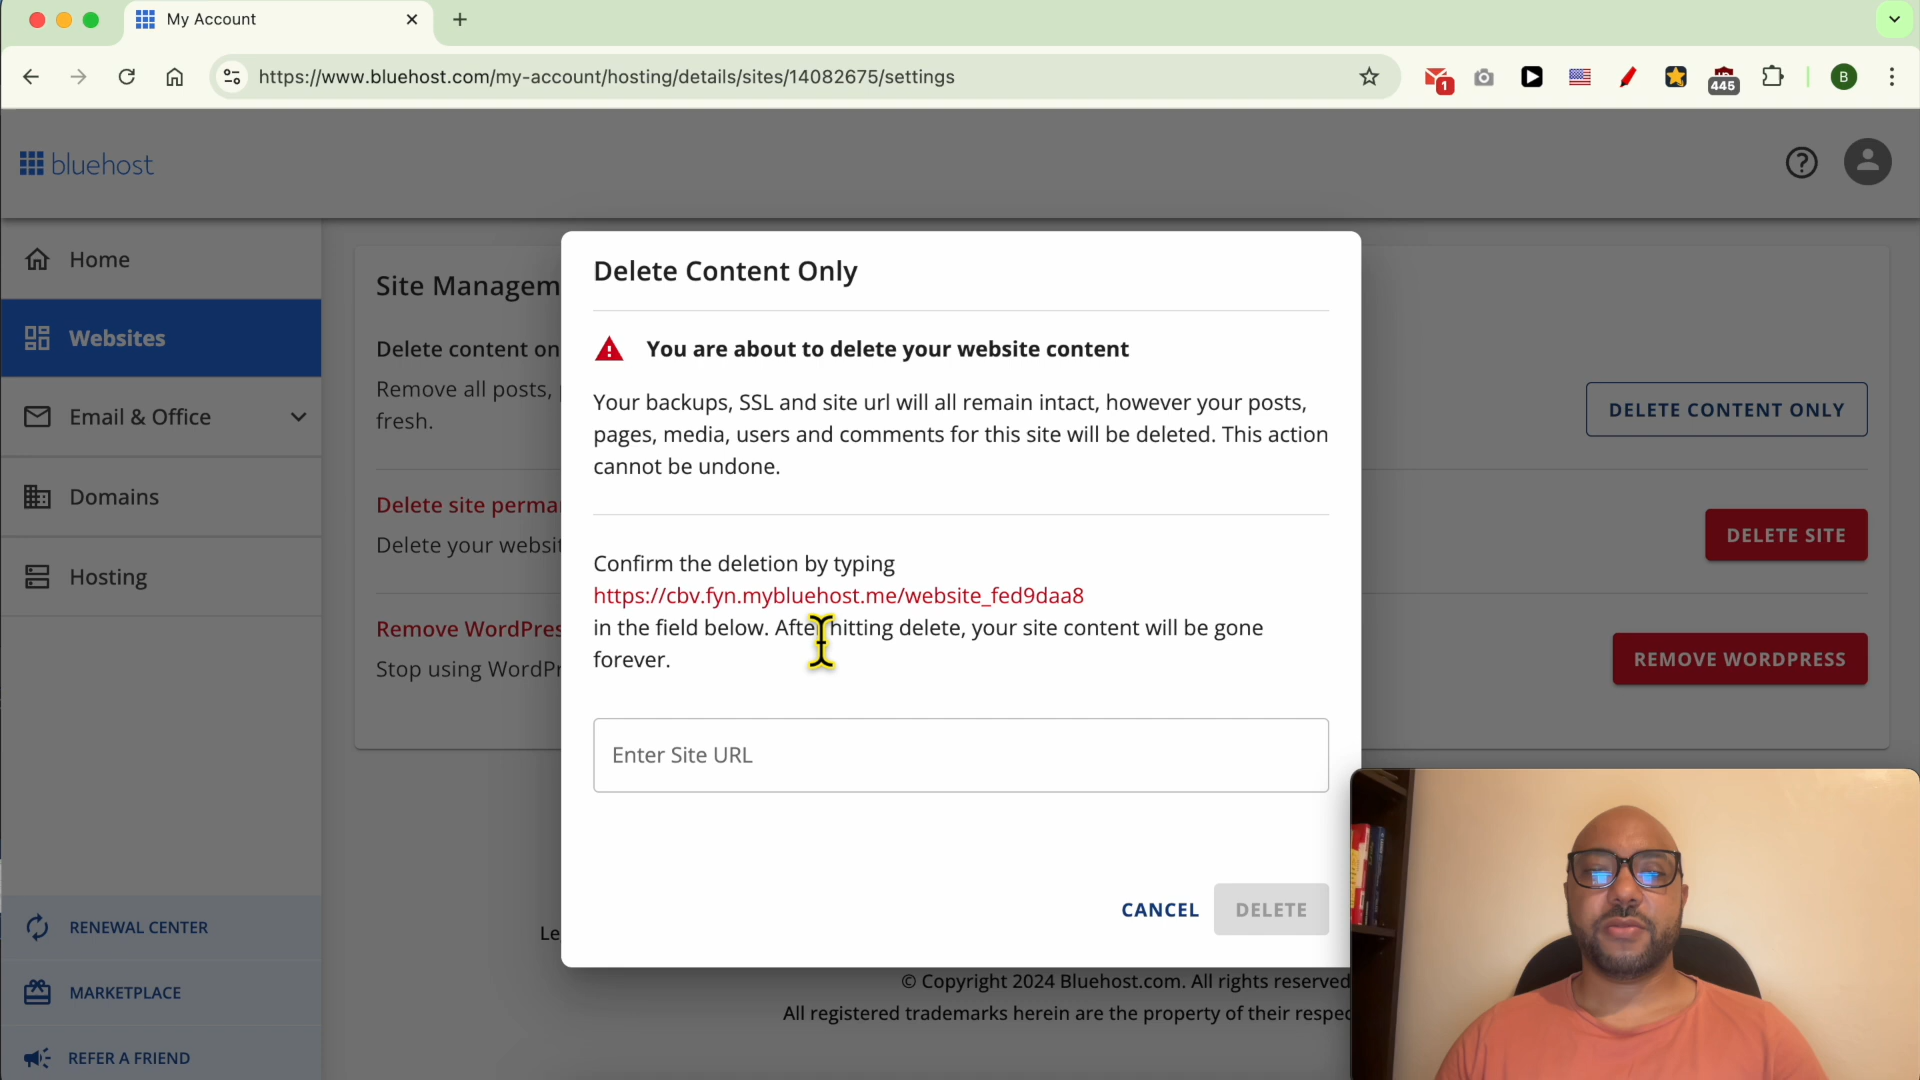 My Account
https://www.bluehost.com/my-account/hosting/details/sites/14082675/settings
1
445
B
bluehost
Home
Websites
Email & Office
Domains
Hosting
RENEWAL CENTER
MARKETPLACE
REFER A FRIEND
Site Managem
Delete content on
Remove all posts,
fresh.
DELETE CONTENT ONLY
Delete site perma
Delete your websi
DELETE SITE
Remove WordPres
Stop using WordPr
REMOVE WORDPRESS
Delete Content Only
You are about to delete your website content
Your backups, SSL and site url will all remain intact, however your posts,
pages, media, users and comments for this site will be deleted. This action
cannot be undone.
Confirm the deletion by typing
https://cbv.fyn.mybluehost.me/website_fed9daa8
in the field below. After hitting delete, your site content will be gone
forever.
Enter Site URL
CANCEL
DELETE
Le
© Copyright 2024 Bluehost.com. All rights reserved
All registered trademarks herein are the property of their respec